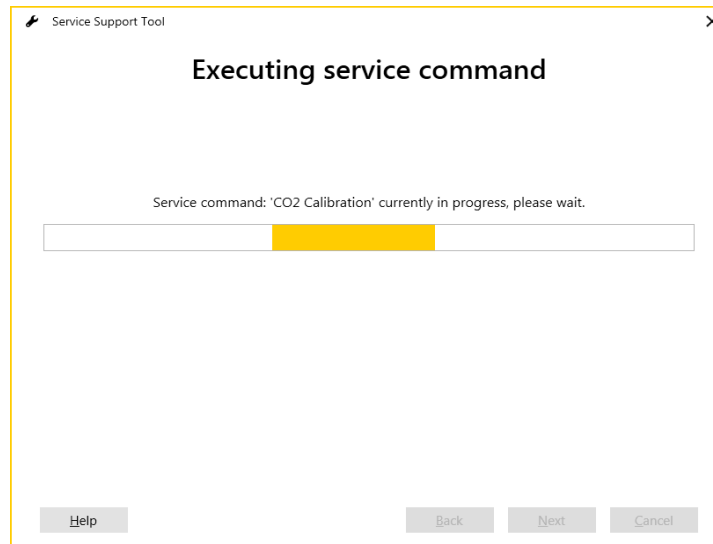 Service Support Tool
Executing service command
Service command: 'CO2 Calibration' currently in progress, please wait.
Help
Back
Next
Cancel